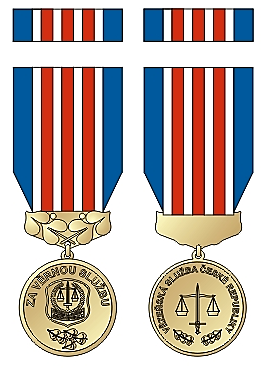 ZA VĚRNOU SLUŽBU
VĚZEŇSKÁ SLUŽBA ČESKÉ REPUBLIKY